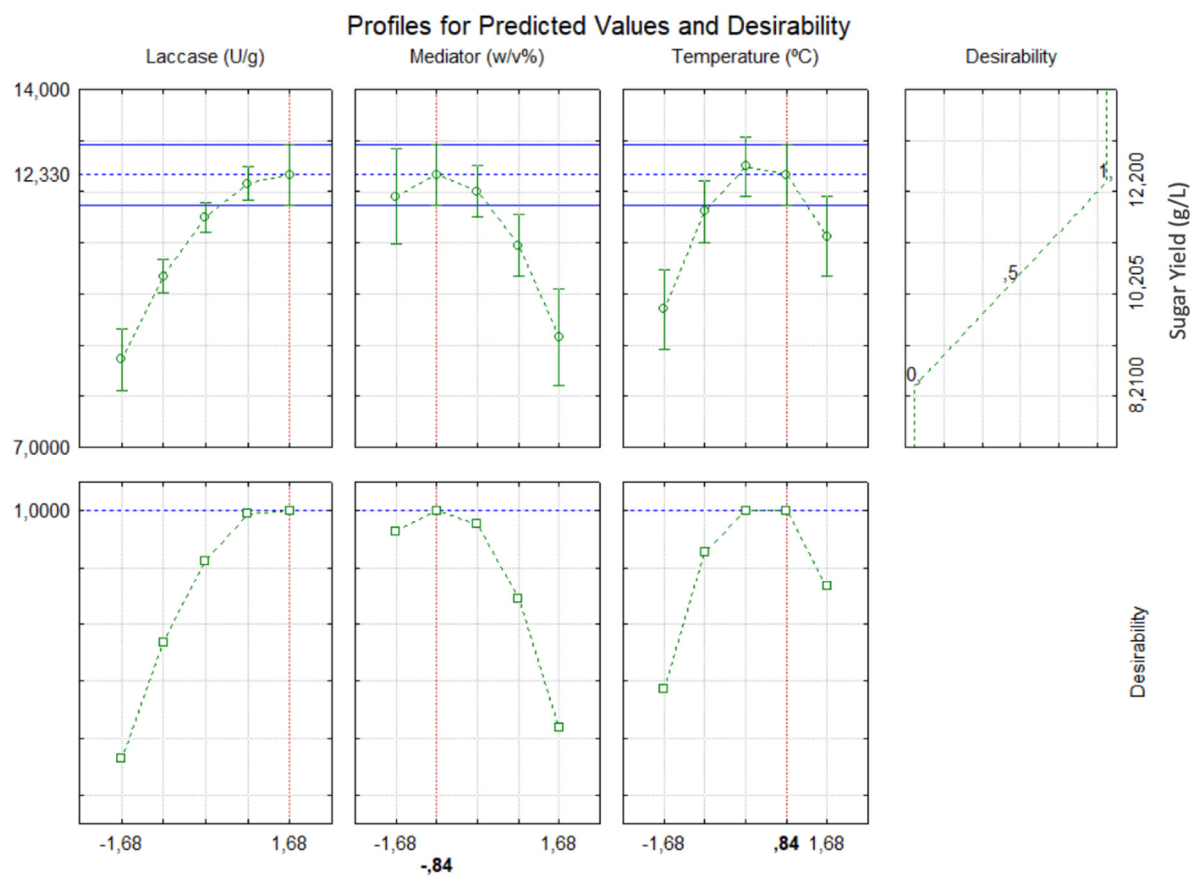 Profiles for Predicted Values and Desirability
Laccase (U/g)
Mediator (w/v%)
Temperature (ºC)
Desirability
14,000
12,330
7,0000
1,
,5
0,
12,200
10,205
8,2100
Sugar Yield (g/L)
1,0000
Desirability
-1,68
1,68
-1,68
1,68
-,84
-1,68
,84
1,68